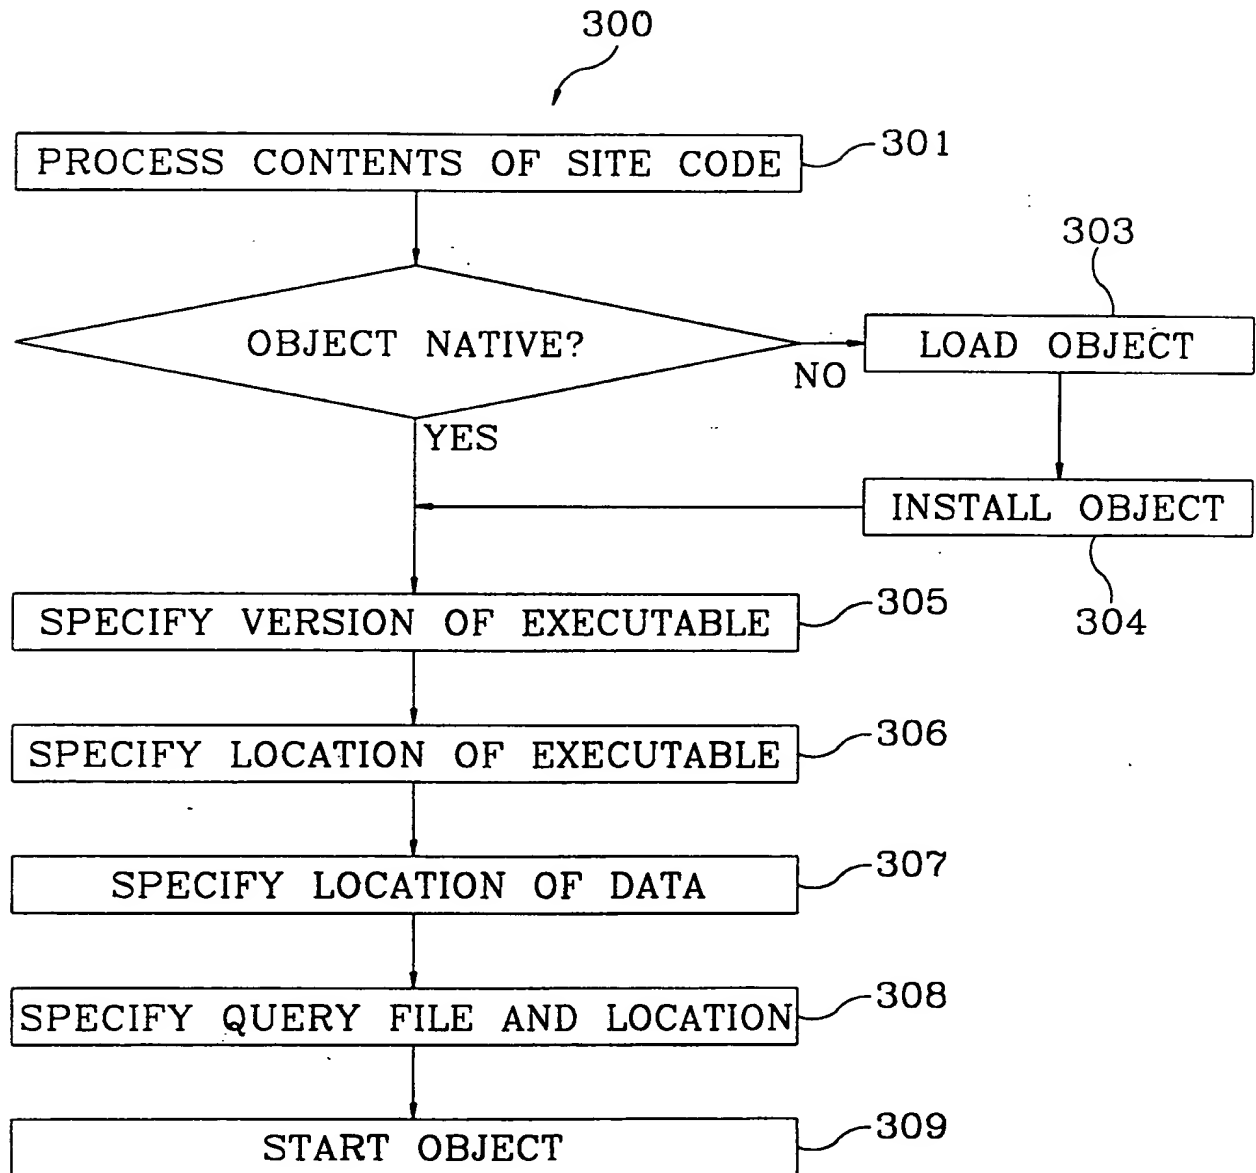 300
PROCESS CONTENTS OF SITE CODE
301
303
OBJECT NATIVE?
NO
LOAD OBJECT
YES
INSTALL OBJECT
304
SPECIFY VERSION OF EXECUTABLE
305
SPECIFY LOCATION OF EXECUTABLE
306
SPECIFY LOCATION OF DATA
307
SPECIFY QUERY FILE AND LOCATION
308
START OBJECT
309